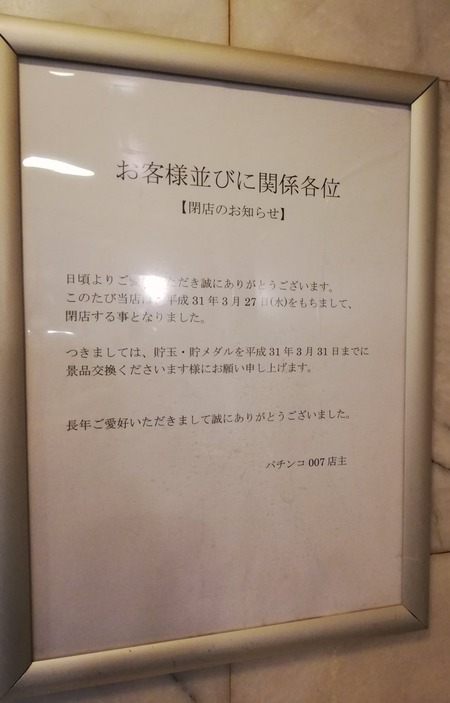 お客様並びに関係各位
【閉店のお知らせ】
日頃よりご ただき誠にありがとうございます。
このたび当店は、平成31年3月27日(水)をもちまして、
閉店する事となりました。
つきましては、貯玉・貯メダルを平成31年3月31日までに
景品交換くださいます様にお願い申し上げます。
長年ご愛好いただきまして誠にありがとうございました。
パチンコ007店主